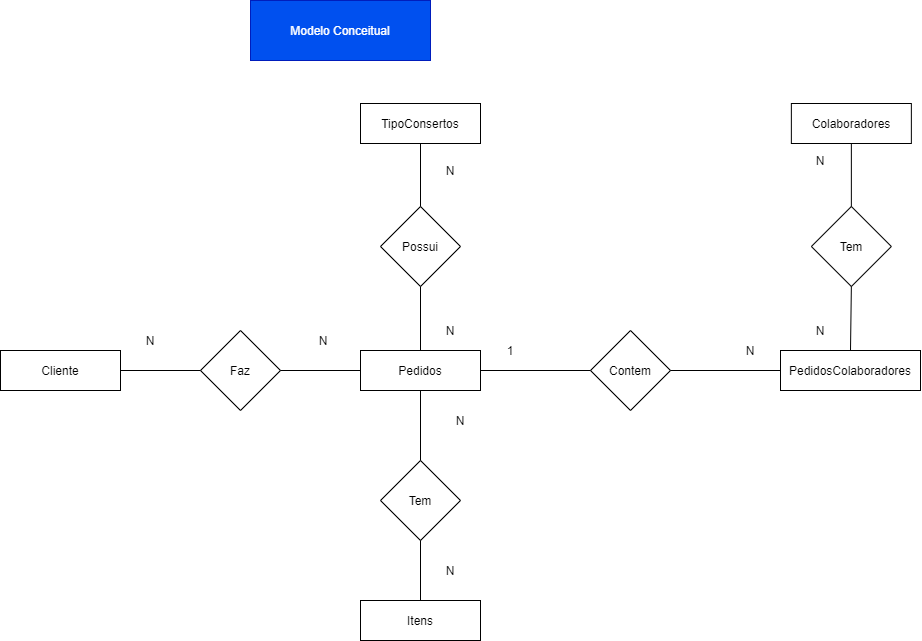 Modelo Conceitual
TipoConsertos
Colaboradores
N
N
Possui
Tem
N
N
N
N
1
N
Cliente
Faz
Pedidos
Contem
PedidosColaboradores
N
Tem
N
Itens